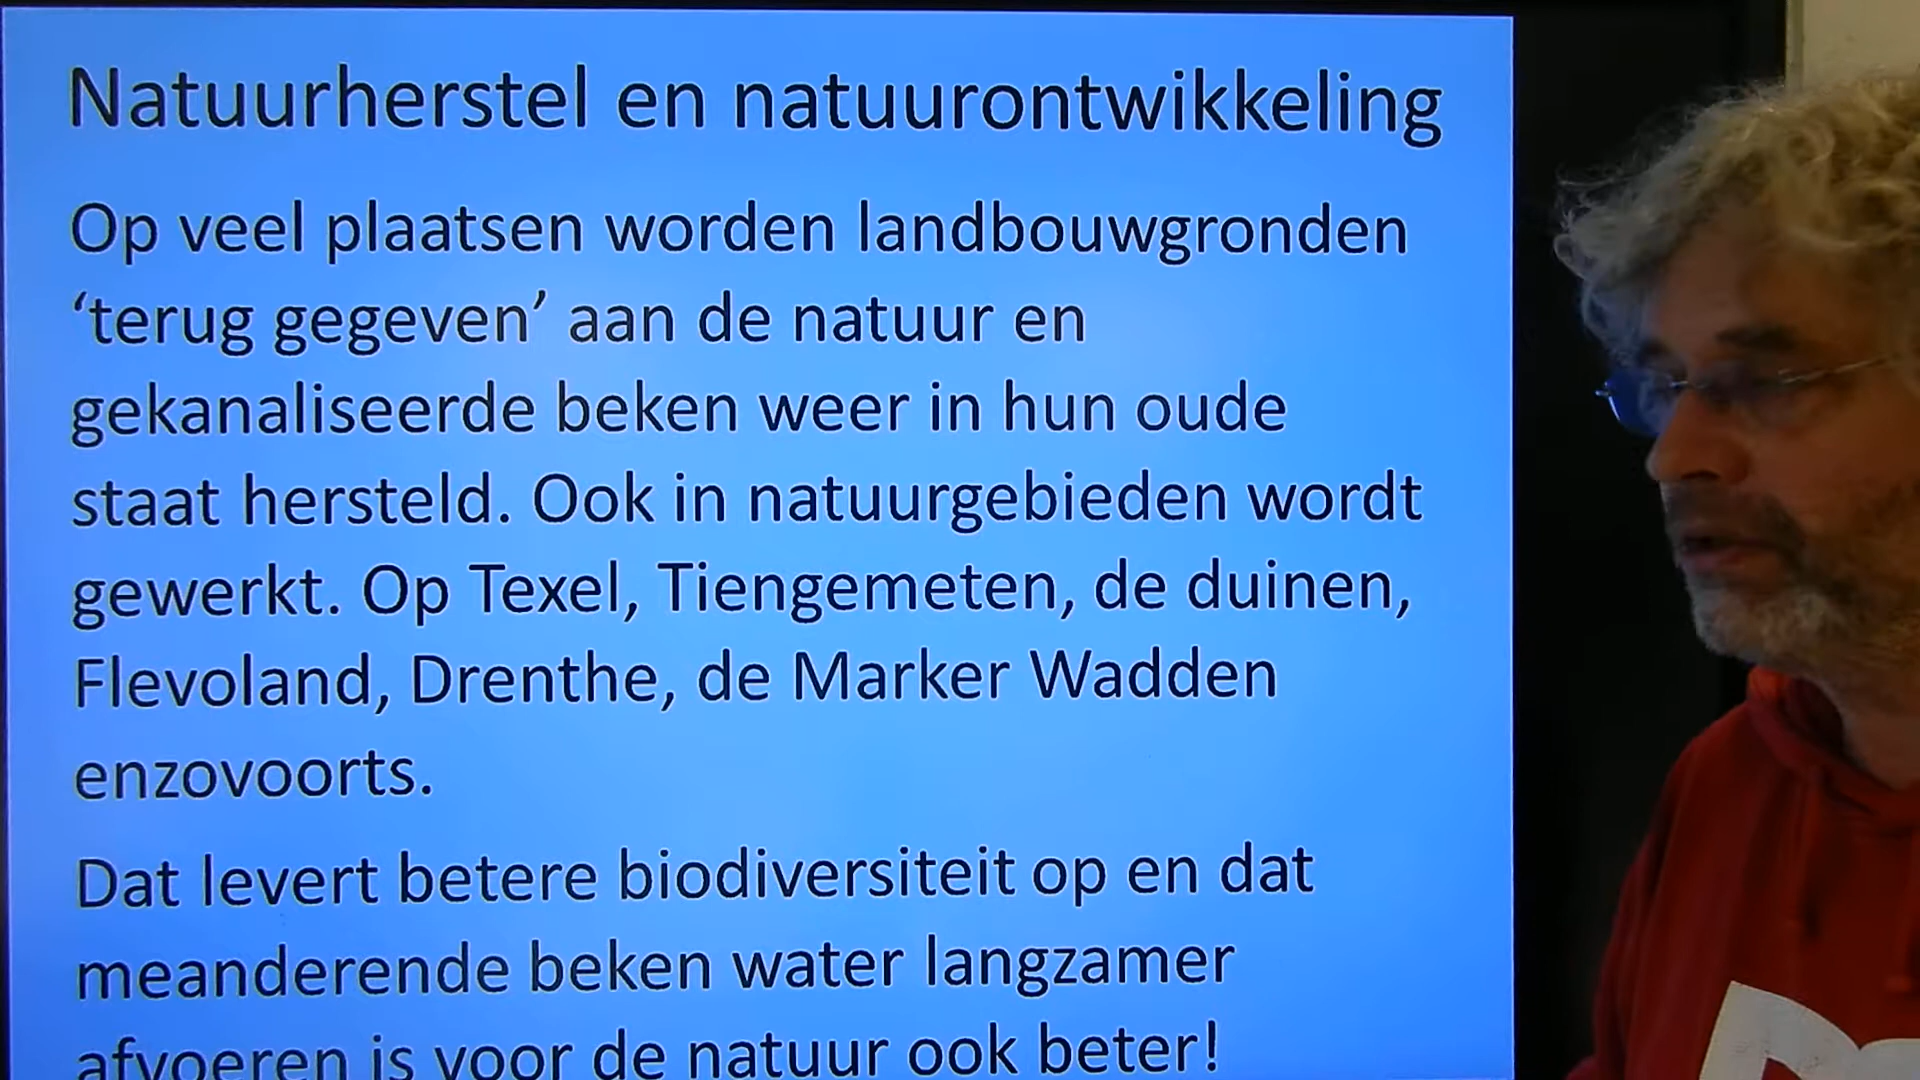 Natuurherstel en natuurontwikkeling
Op veel plaatsen worden landbouwgronden
‘terug gegeven’ aan de natuur en
gekanaliseerde beken weer in hun oude
staat hersteld. Ook in natuurgebieden wordt
gewerkt. Op Texel, Tiengemeten, de duinen,
Flevoland, Drenthe, de Marker Wadden
enzovoorts.
Dat levert betere biodiversiteit op en dat
meanderende beken water langzamer
afvoeren is voor de natuur ook beter!